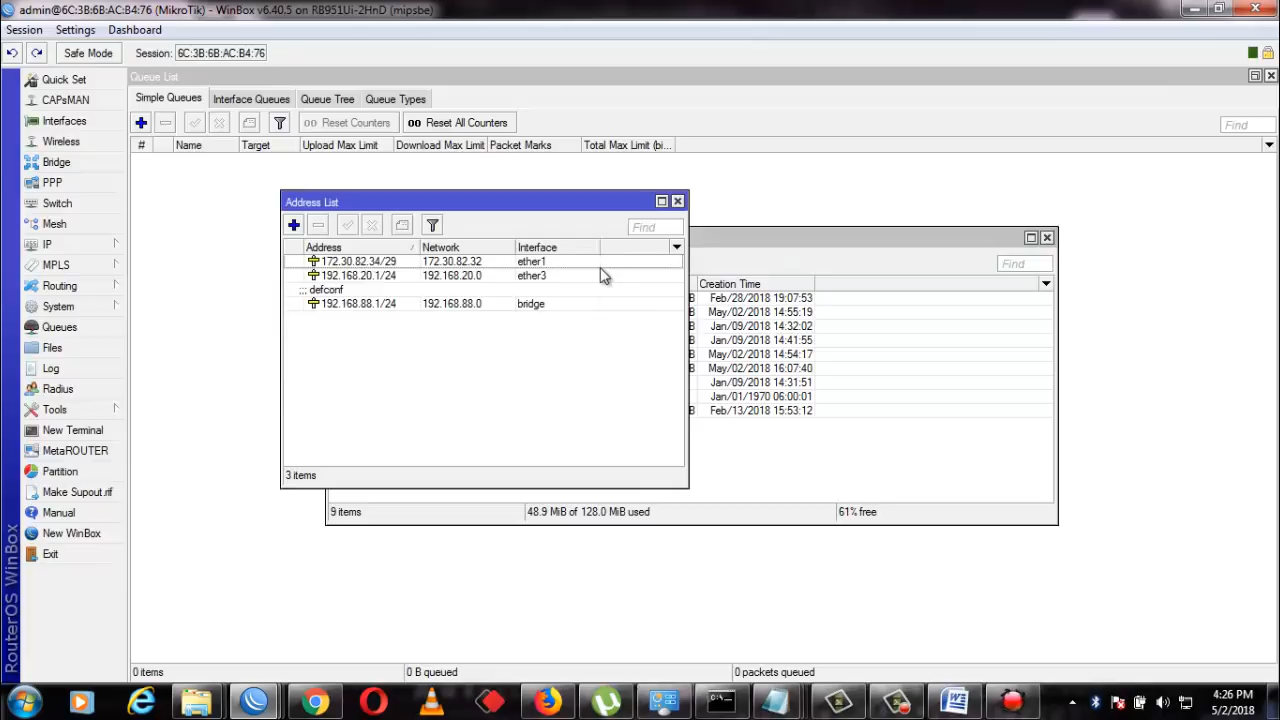 admin@6C:3B:6B:AC:B4:76 (MikroTik) - WinBox v6.40.5 on RB951Ui-2HnD (mipsbe)
Session Settings Dashboard
Safe Mode Session: 6C:3B:6B:AC:B4:76
Quick Set
CAPsMAN
Interfaces
Wireless
Bridge
PPP
Switch
Mesh
IP
MPLS
Routing
System
Queues
Files
Log
Radius
Tools
New Terminal
MetaROUTER
Partition
Make Supout.rif
Manual
New WinBox
Exit
RouterOS WinBox
Queue List
Simple Queues Interface Queues Queue Tree Queue Types
00 Reset Counters 00 Reset All Counters Find
# Name Target Upload Max Limit Download Max Limit Packet Marks Total Max Limit (bi...
Address List
Find
Address Network Interface
172.30.82.34/29 172.30.82.32 ether1
192.168.20.1/24 192.168.20.0 ether3
::: defconf
192.168.88.1/24 192.168.88.0 bridge
3 items
Find
Creation Time
B Feb/28/2018 19:07:53
B May/02/2018 14:55:19
B Jan/09/2018 14:32:02
B Jan/09/2018 14:41:55
B May/02/2018 14:54:17
B May/02/2018 16:07:40
Jan/09/2018 14:31:51
Jan/01/1970 06:00:01
B Feb/13/2018 15:53:12
9 items 48.9 MiB of 128.0 MiB used 61% free
0 items 0 B queued 0 packets queued
4:26 PM
5/2/2018